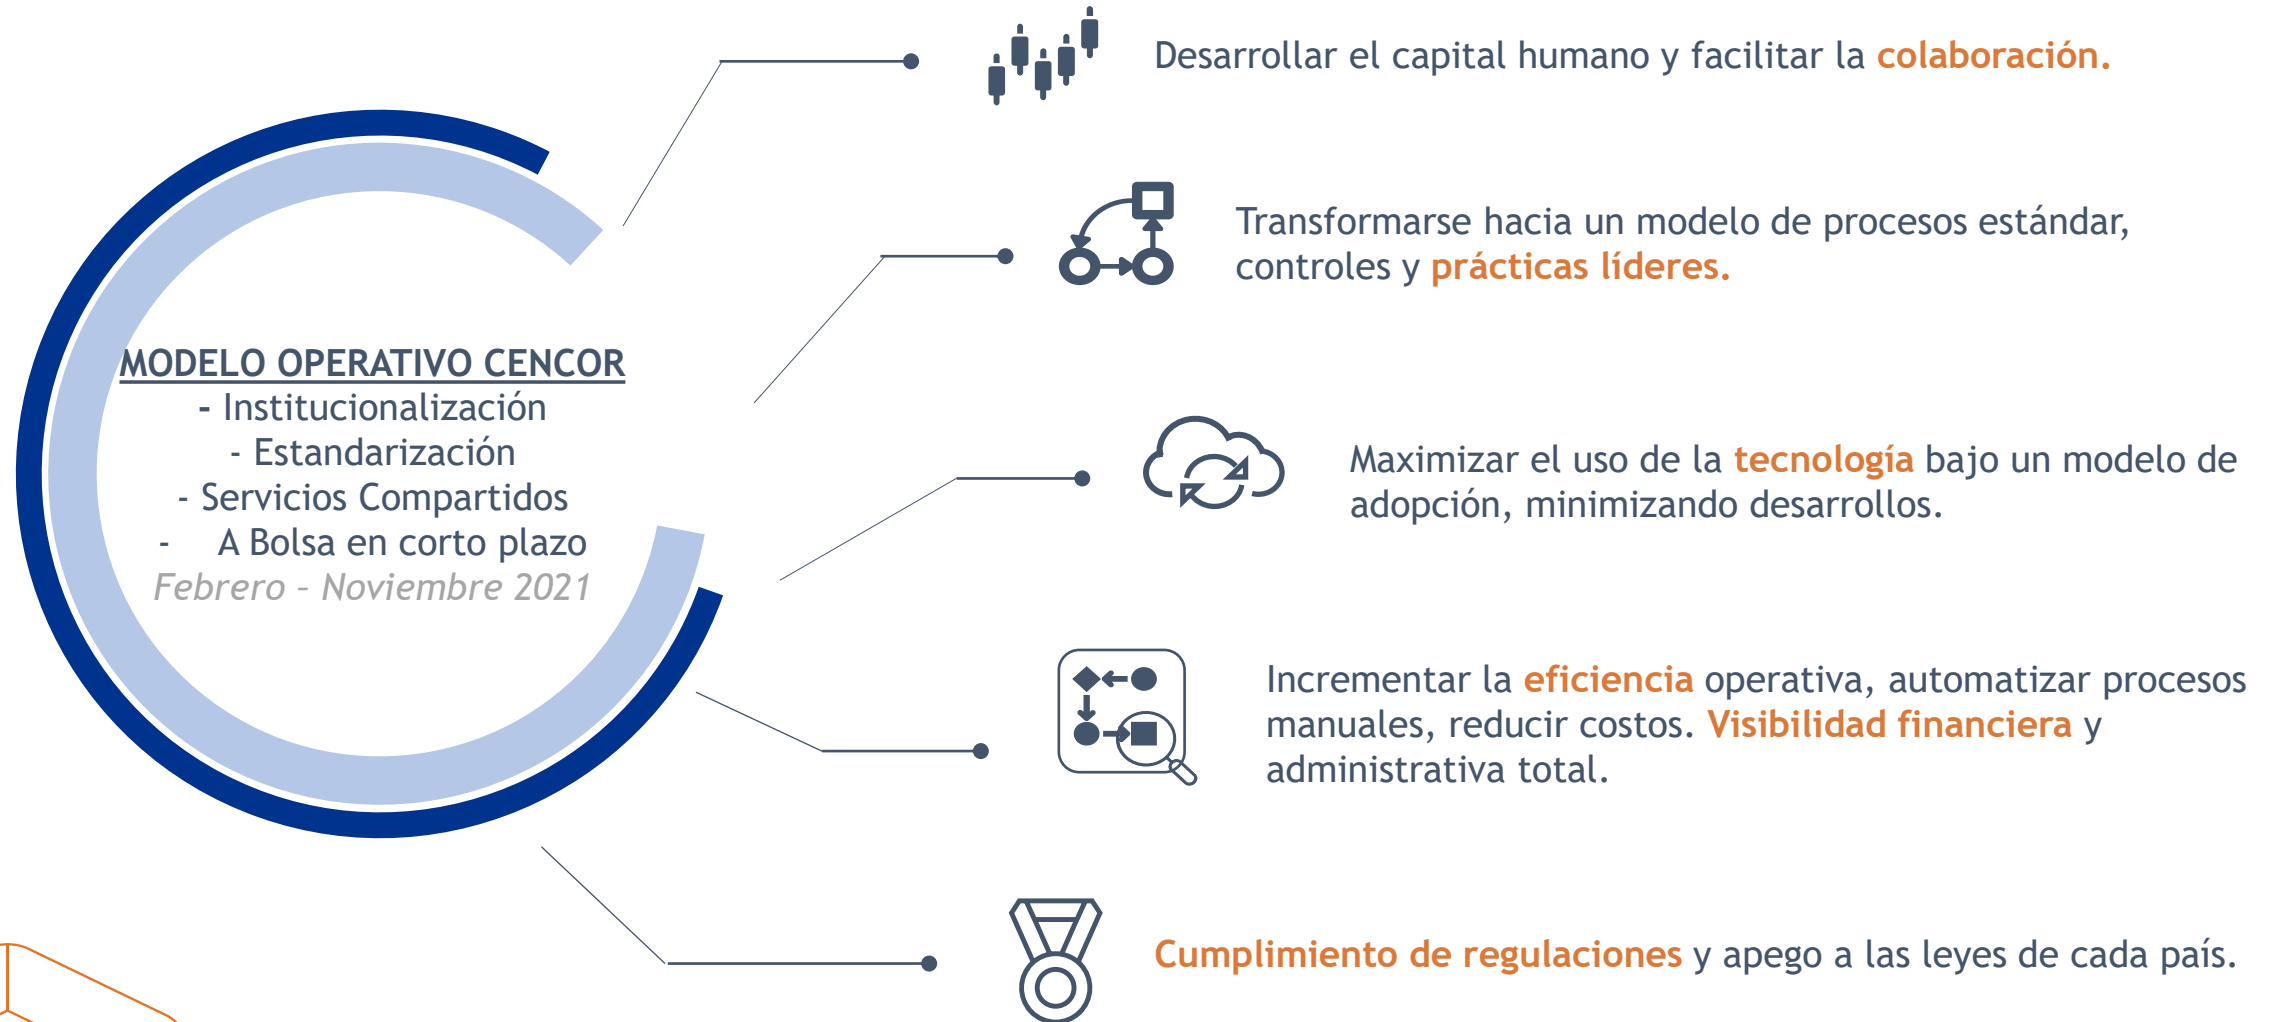 Desarrollar el capital humano y facilitar la colaboración.
Transformarse hacia un modelo de procesos estándar,
controles y prácticas líderes.
MODELO OPERATIVO CENCOR
- Institucionalización
- Estandarización
- Servicios Compartidos
- A Bolsa en corto plazo
Febrero – Noviembre 2021
Maximizar el uso de la tecnología bajo un modelo de
adopción, minimizando desarrollos.
Incrementar la eficiencia operativa, automatizar procesos
manuales, reducir costos. Visibilidad financiera y
administrativa total.
Cumplimiento de regulaciones y apego a las leyes de cada país.